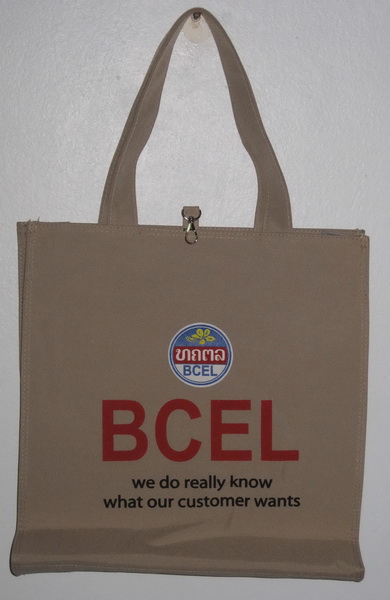 ທຄຕລ
BCEL
BCEL
we do really know
what our customer wants